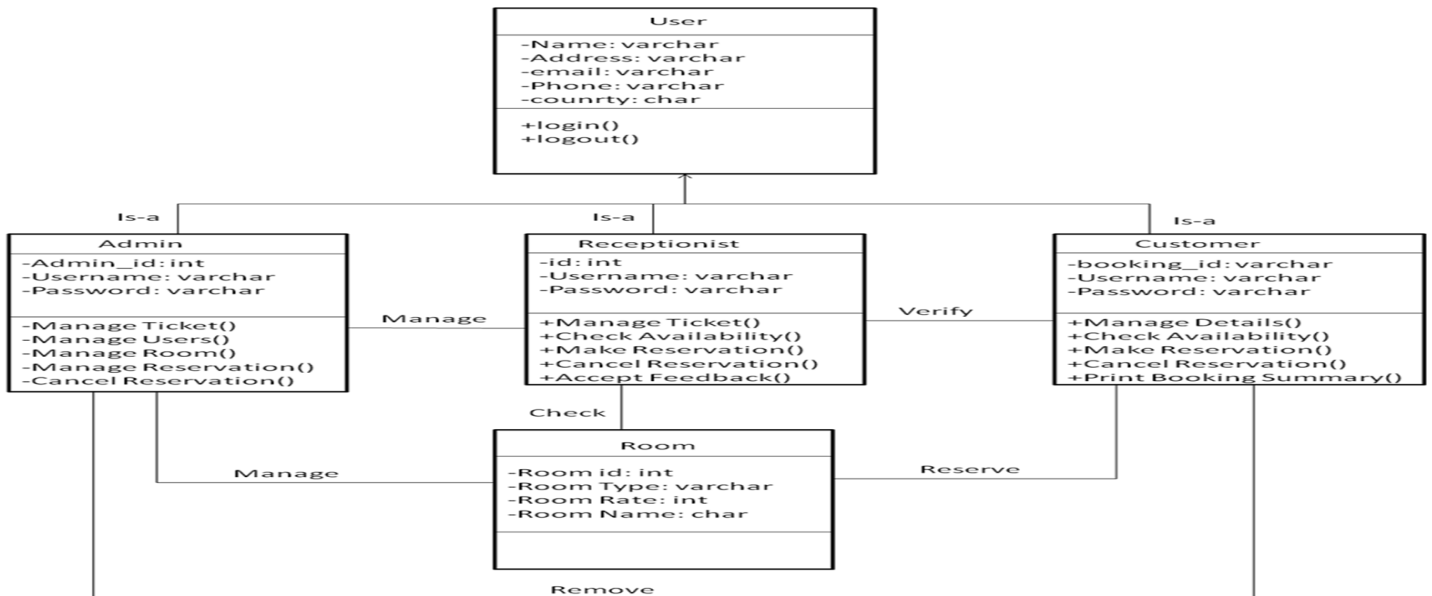 User
-Name: varchar
-Address: varchar
-email: varchar
-Phone: varchar
-counrty: char
+login()
+logout()
Is-a
Is-a
Is-a
Admin
-Admin_id: int
-Username: varchar
-Password: varchar
-Manage Ticket()
-Manage Users()
-Manage Room()
-Manage Reservation()
-Cancel Reservation()
Manage
Receptionist
-id: int
-Username: varchar
-Password: varchar
+Manage Ticket()
+Check Availability()
+Make Reservation()
+Cancel Reservation()
+Accept Feedback()
Verify
Customer
-booking_id: varchar
-Username: varchar
-Password: varchar
+Manage Details()
+Check Availability()
+Make Reservation()
+Cancel Reservation()
+Print Booking Summary()
Check
Manage
Room
-Room id: int
-Room Type: varchar
-Room Rate: int
-Room Name: char
Reserve
Remove